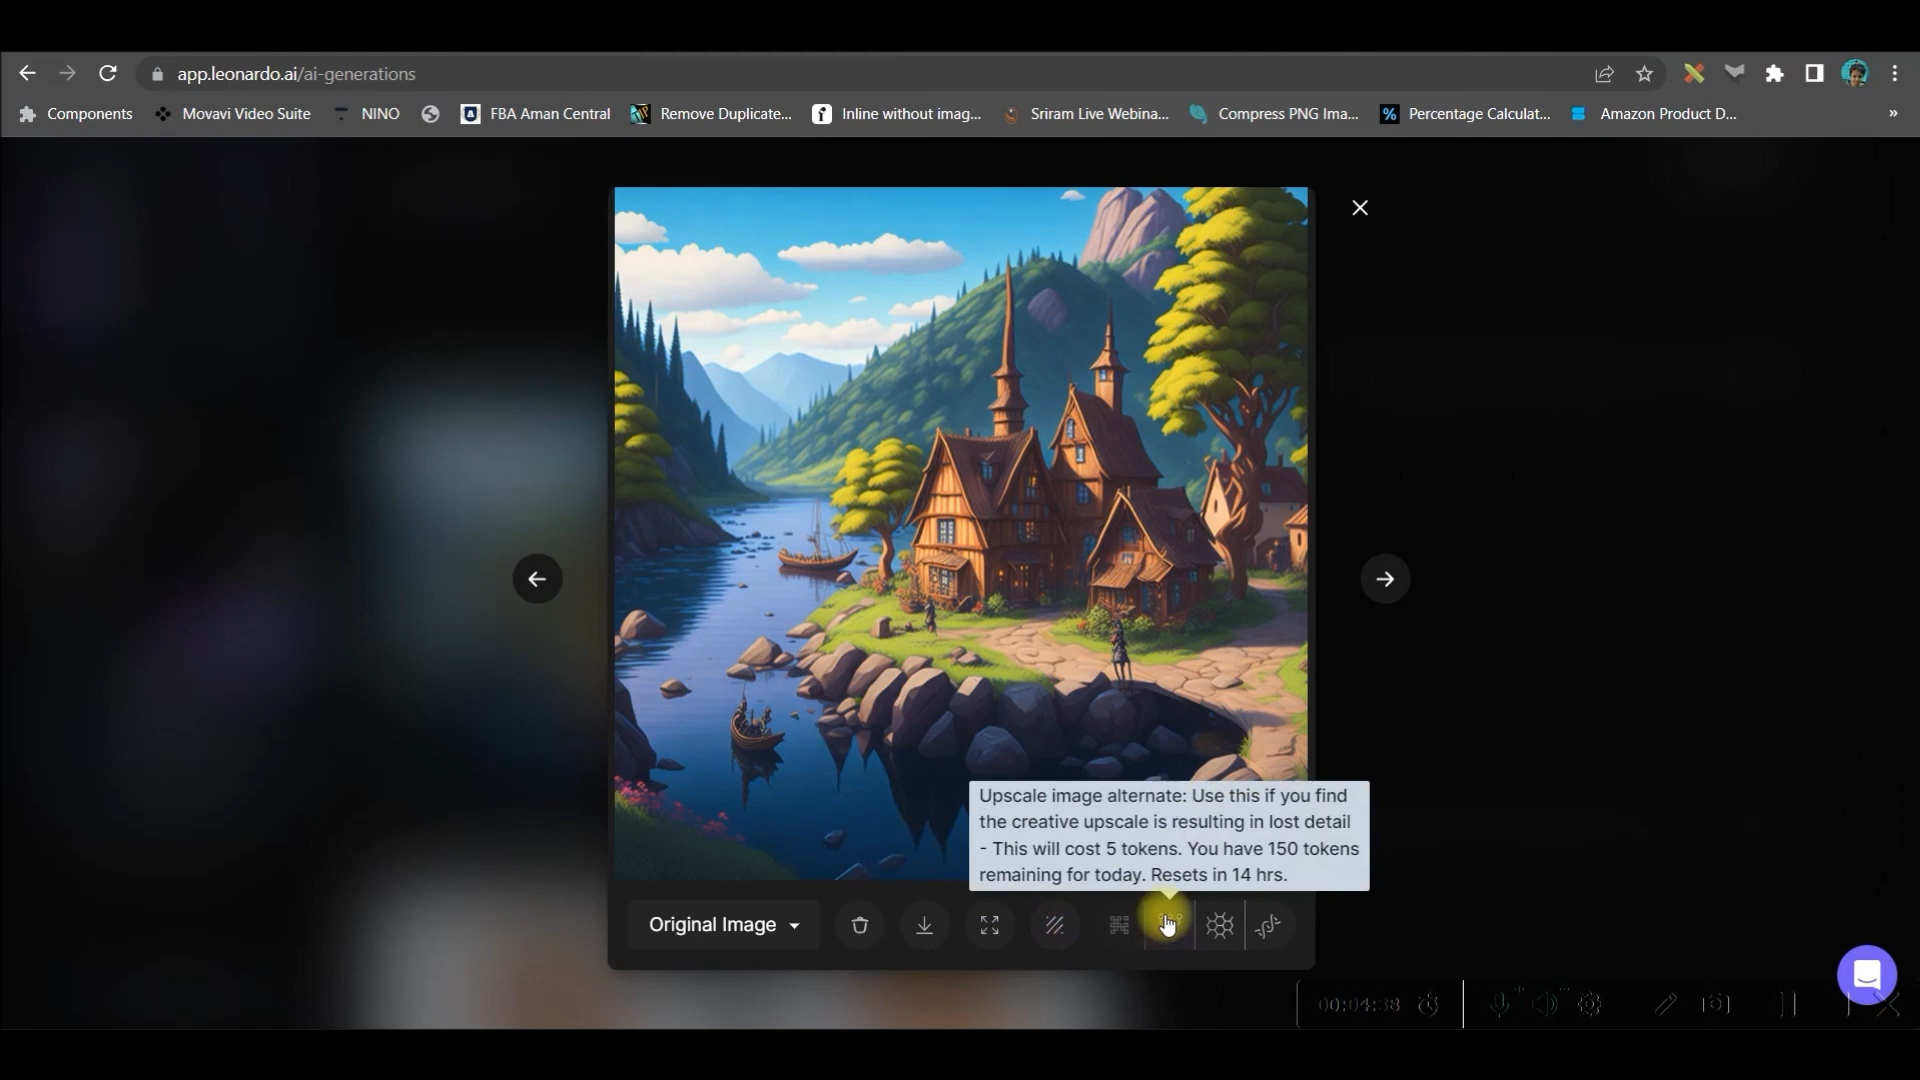 app.leonardo.ai/ai-generations
Components
Movavi Video Suite
NINO
FBA Aman Central
Remove Duplicate...
Inline without imag...
Sriram Live Webina...
Compress PNG Ima...
%
Percentage Calculat...
Amazon Product D...
»
Upscale image alternate: Use this if you find
the creative upscale is resulting in lost detail
- This will cost 5 tokens. You have 150 tokens
remaining for today. Resets in 14 hrs.
Original Image
00:04:38